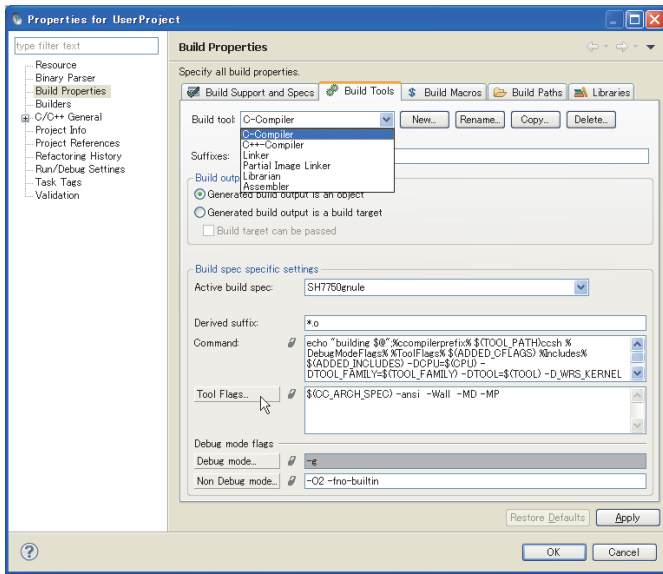 Properties for UserProject
type filter text
Resource
Binary Parser
Build Properties
Builders
C/C++ General
Project Info
Project References
Refactoring History
Run/Debug Settings
Task Tags
Validation
Build Properties
Specify all build properties.
Build Support and Specs
Build Tools
$ Build Macros
Build Paths
Libraries
Build tool: C-Compiler
New...
Rename...
Copy...
Delete...
C-Compiler
C++-Compiler
Linker
Partial Image Linker
Librarian
Assembler
Suffixes:
Build outp
Generated build output is an object
Generated build output is a build target
Build target can be passed
Build spec specific settings
Active build spec: SH7750gnule
Derived suffix: *.o
Command: echo "building $@";%ccompilerprefix% $(TOOL_PATH)ccsh %
DebugModeFlags% %ToolFlags% $(ADDED_CFLAGS) %Includes%
$(ADDED_INCLUDES) -DCPU=$(CPU) -
DTOOL_FAMILY=$(TOOL_FAMILY) -DTOOL=$(TOOL) -D_WRS_KERNEL
Tool Flags... $(CC_ARCH_SPEC) -ansi -Wall -MD -MP
Debug mode flags
Debug mode... -g
Non Debug mode... -O2 -fno-builtin
Restore Defaults
Apply
OK
Cancel